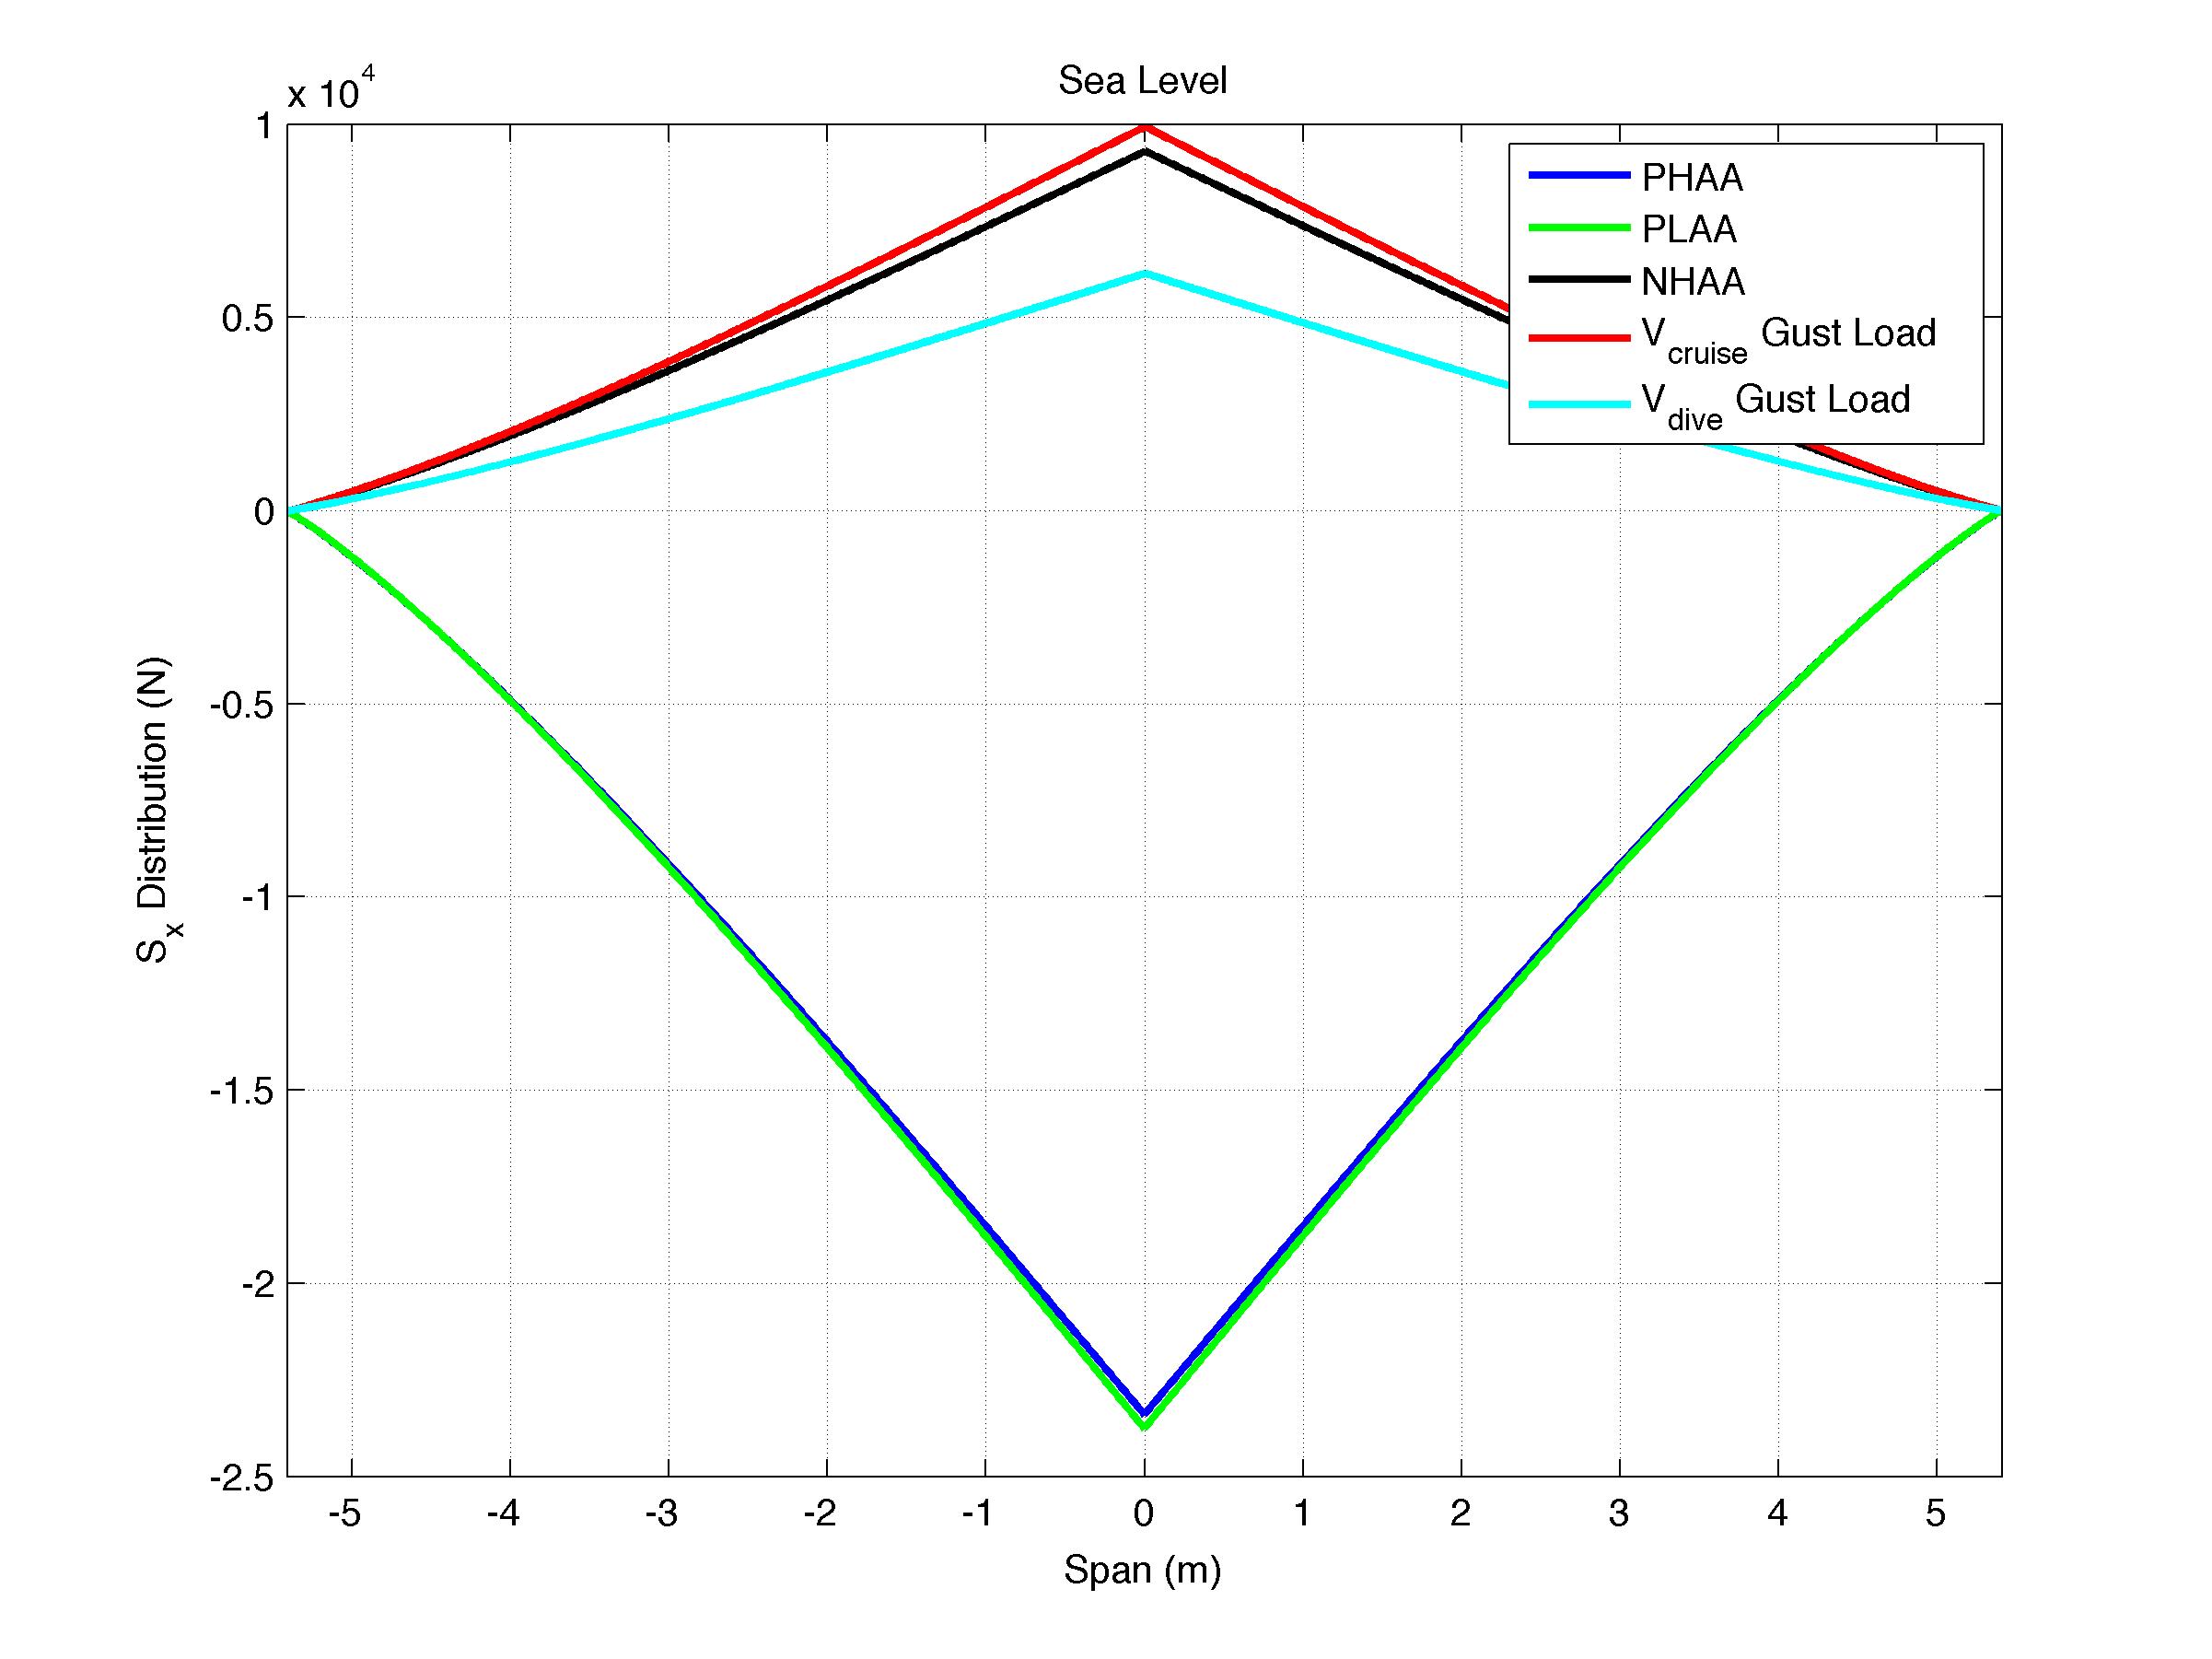 Sea Level
x 10^4
1
0.5
0
-0.5
-1
-1.5
-2
-2.5
S_x Distribution (N)
PHAA
PLAA
NHAA
V_cruise Gust Load
V_dive Gust Load
-5 -4 -3 -2 -1 0 1 2 3 4 5
Span (m)